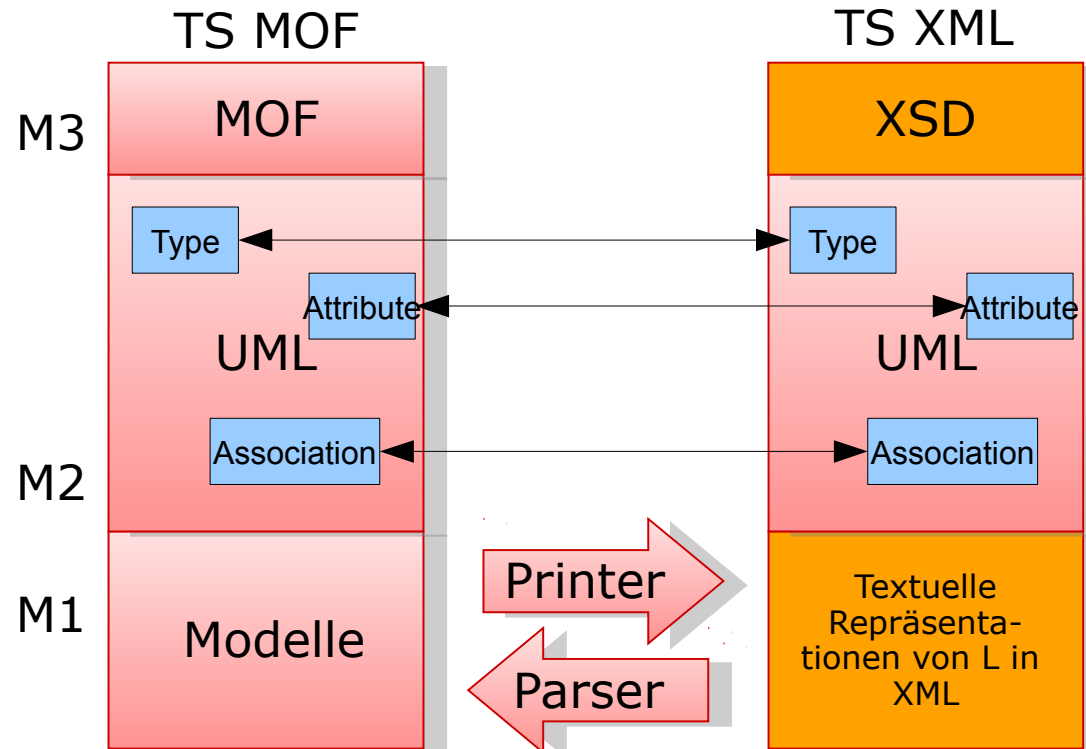 TS MOF
TS XML
M3
MOF
XSD
Type
Type
Attribute
Attribute
UML
UML
Association
Association
M2
Printer
M1
Modelle
Parser
Textuelle
Repräsenta-
tionen von L in
XML